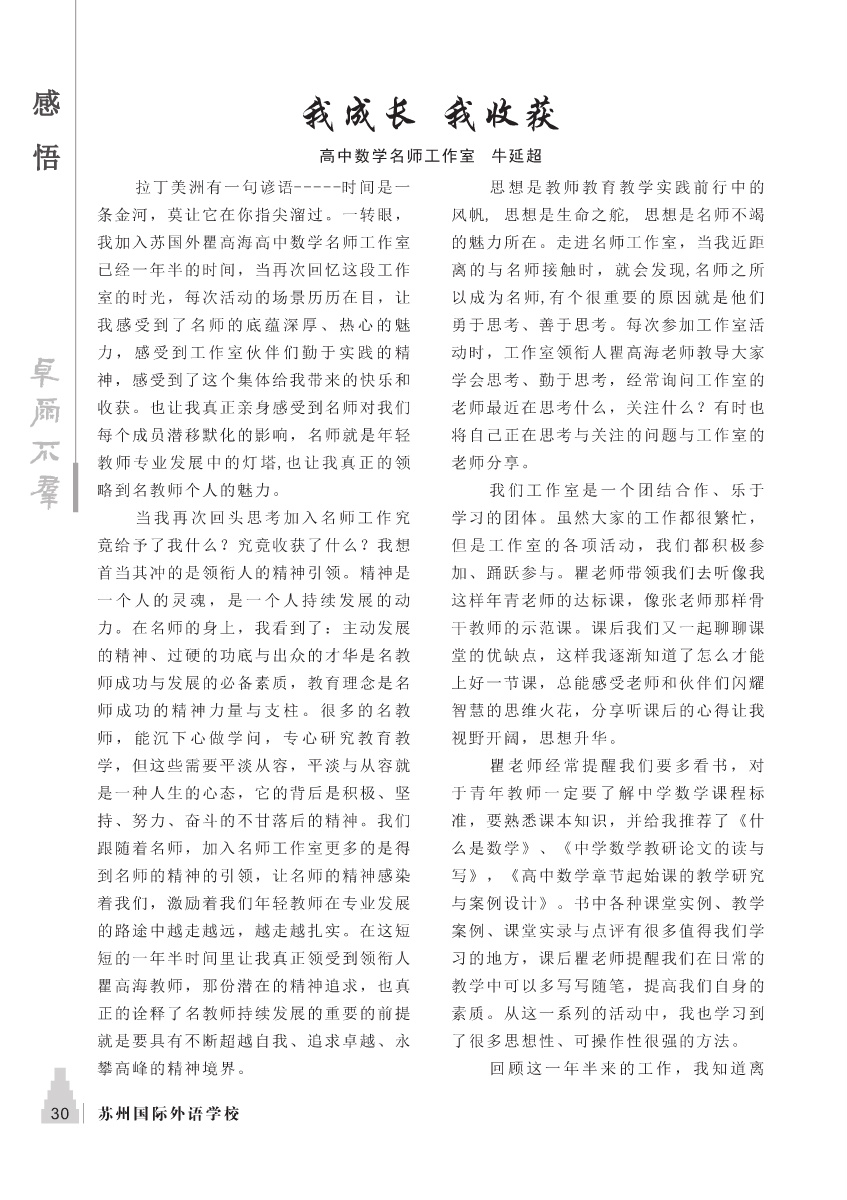 感
悟
卓
尔
不
群
我成长 我收获
高中数学名师工作室 牛延超
拉丁美洲有一句谚语-----时间是一
条金河，莫让它在你指尖溜过。一转眼，
我加入苏国外瞿高海高中数学名师工作室
已经一年半的时间，当再次回忆这段工作
室的时光，每次活动的场景历历在目，让
我感受到了名师的底蕴深厚、热心的魅
力，感受到工作室伙伴们勤于实践的精
神，感受到了这个集体给我带来的快乐和
收获。也让我真正亲身感受到名师对我们
每个成员潜移默化的影响，名师就是年轻
教师专业发展中的灯塔,也让我真正的领
略到名教师个人的魅力。
当我再次回头思考加入名师工作究
竟给予了我什么？究竟收获了什么？我想
首当其冲的是领衔人的精神引领。精神是
一个人的灵魂，是一个人持续发展的动
力。在名师的身上，我看到了：主动发展
的精神、过硬的功底与出众的才华是名教
师成功与发展的必备素质，教育理念是名
师成功的精神力量与支柱。很多的名教
师，能沉下心做学问，专心研究教育教
学，但这些需要平淡从容，平淡与从容就
是一种人生的心态，它的背后是积极、坚
持、努力、奋斗的不甘落后的精神。我们
跟随着名师，加入名师工作室更多的是得
到名师的精神的引领，让名师的精神感染
着我们，激励着我们年轻教师在专业发展
的路途中越走越远，越走越扎实。在这短
短的一年半时间里让我真正领受到领衔人
瞿高海教师，那份潜在的精神追求，也真
正的诠释了名教师持续发展的重要的前提
就是要具有不断超越自我、追求卓越、永
攀高峰的精神境界。
思想是教师教育教学实践前行中的
风帆，思想是生命之舵，思想是名师不竭
的魅力所在。走进名师工作室，当我近距
离的与名师接触时，就会发现,名师之所
以成为名师,有个很重要的原因就是他们
勇于思考、善于思考。每次参加工作室活
动时，工作室领衔人瞿高海老师教导大家
学会思考、勤于思考，经常询问工作室的
老师最近在思考什么，关注什么？有时也
将自己正在思考与关注的问题与工作室的
老师分享。
我们工作室是一个团结合作、乐于
学习的团体。虽然大家的工作都很繁忙，
但是工作室的各项活动，我们都积极参
加、踊跃参与。瞿老师带领我们去听像我
这样年青老师的达标课，像张老师那样骨
干教师的示范课。课后我们又一起聊聊课
堂的优缺点，这样我逐渐知道了怎么才能
上好一节课，总能感受老师和伙伴们闪耀
智慧的思维火花，分享听课后的心得让我
视野开阔，思想升华。
瞿老师经常提醒我们要多看书，对
于青年教师一定要了解中学数学课程标
准，要熟悉课本知识，并给我推荐了《什
么是数学》、《中学数学教研论文的读与
写》，《高中数学章节起始课的教学研究
与案例设计》。书中各种课堂实例、教学
案例、课堂实录与点评有很多值得我们学
习的地方，课后瞿老师提醒我们在日常的
教学中可以多写写随笔，提高我们自身的
素质。从这一系列的活动中，我也学习到
了很多思想性、可操作性很强的方法。
回顾这一年半来的工作，我知道离
30 苏州国际外语学校